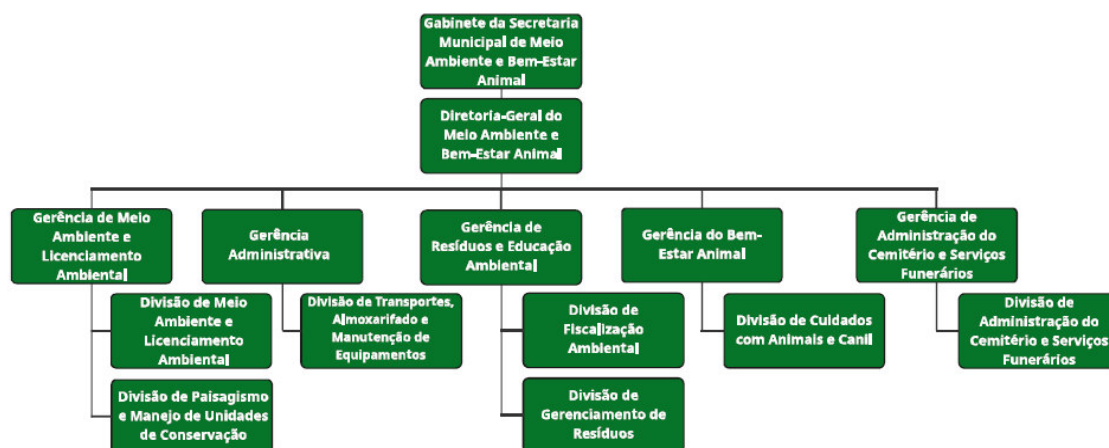 Gabinete da Secretaria
Municipal de Meio
Ambiente e Bem-Estar
Animal
Diretoria-Geral do
Meio Ambiente e
Bem-Estar Animal
Gerência de Meio
Ambiente e
Licenciamento
Ambiental
Gerência
Administrativa
Gerência de
Resíduos e Educação
Ambiental
Gerência do Bem-
Estar Animal
Gerência de
Administração do
Cemitério e Serviços
Funerários
Divisão de Meio
Ambiente e
Licenciamento
Ambiental
Divisão de Transportes,
Almoxarifado e
Manutenção de
Equipamentos
Divisão de
Fiscalização
Ambiental
Divisão de Cuidados
com Animais e Canil
Divisão de
Administração do
Cemitério e Serviços
Funerários
Divisão de Paisagismo
e Manejo de Unidades
de Conservação
Divisão de
Gerenciamento de
Resíduos